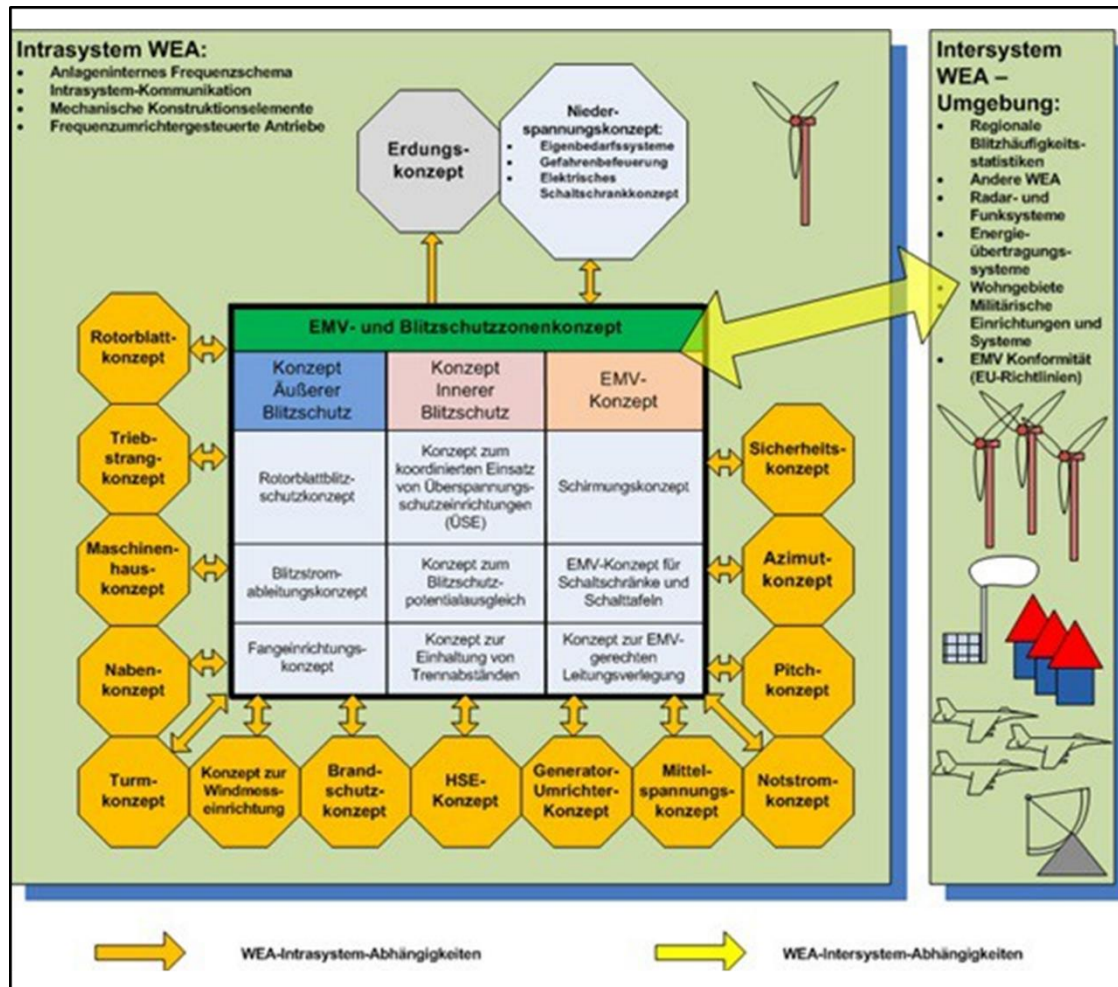 Intrasystem WEA:
• Anlageninternes Frequenzschema
• Intrasystem-Kommunikation
• Mechanische Konstruktionselemente
• Frequenzumrichtergesteuerte Antriebe
Erdungs-
konzept
Nieder-
spannungskonzept:
• Eigenbedarfssysteme
• Gefahrenbefeuerung
• Elektrisches
Schaltschrankkonzept
Intersystem
WEA –
Umgebung:
• Regionale
Blitzhäufigkeits-
statistiken
• Andere WEA
• Radar- und
Funksysteme
• Energie-
übertragungs-
systeme
• Wohngebiete
• Militärische
Einrichtungen und
Systeme
• EMV Konformität
(EU-Richtlinien)
Rotorblatt-
konzept
Trieb-
strang-
konzept
Maschinen-
haus-
konzept
Naben-
konzept
EMV- und Blitzschutzzonenkonzept
Konzept
Äußerer
Blitzschutz
Konzept
Innerer
Blitzschutz
EMV-
Konzept
Rotorblattblitz-
schutzkonzept
Konzept zum
koordinierten Einsatz
von Überspannungs-
schutzeinrichtungen
(ÜSE)
Schirmungskonzept
Blitzstrom-
ableitungskonzept
Konzept zum
Blitzschutz-
potentialausgleich
EMV-Konzept für
Schaltschränke und
Schalttafeln
Fangeinrichtungs-
konzept
Konzept zur
Einhaltung von
Trennabständen
Konzept zur EMV-
gerechten
Leitungsverlegung
Sicherheits-
konzept
Azimut-
konzept
Pitch-
konzept
Turm-
konzept
Konzept zur
Windmess-
einrichtung
Brand-
schutz-
konzept
HSE-
Konzept
Generator-
Umrichter-
Konzept
Mittel-
spannungs-
konzept
Notstrom-
konzept
WEA-Intrasystem-Abhängigkeiten
WEA-Intersystem-Abhängigkeiten